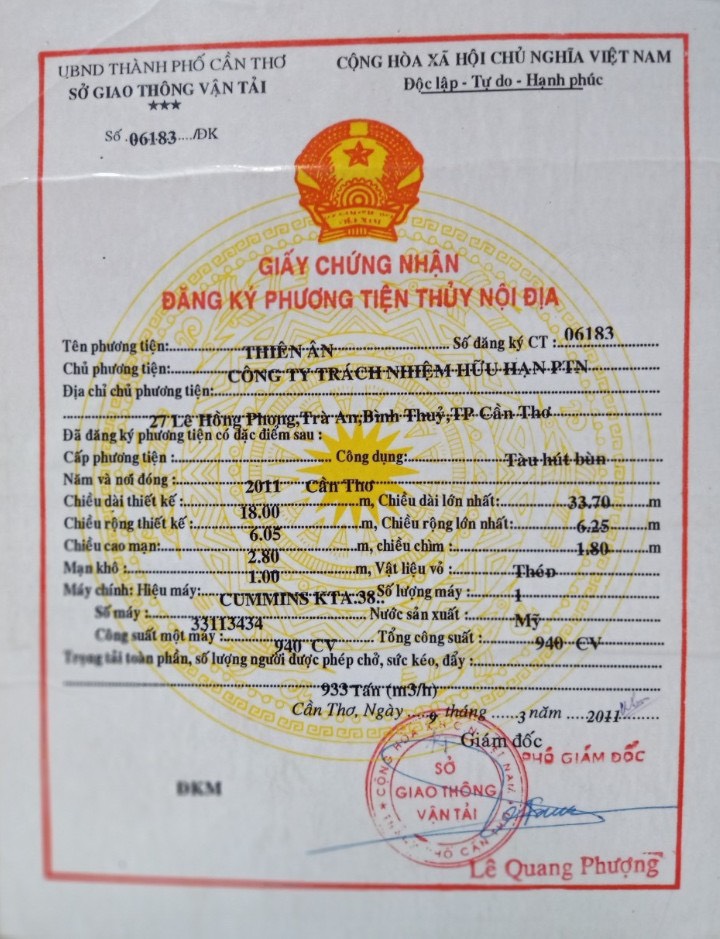 UBND THÀNH PHỐ CẦN THƠ
SỞ GIAO THÔNG VẬN TẢI
★★★
Số .06183..../ĐK
CỘNG HÒA XÃ HỘI CHỦ NGHĨA VIỆT NAM
Độc lập - Tự do - Hạnh phúc
VIỆT NAM
GIẤY CHỨNG NHẬN
ĐĂNG KÝ PHƯƠNG TIỆN THỦY NỘI ĐỊA
Tên phương tiện: THIÊN ÂN Số đăng ký CT : 06183
Chủ phương tiện: CÔNG TY TRÁCH NHIỆM HỮU HẠN PTN
Địa chỉ chủ phương tiện:
27 Lê Hồng Phong,Trà An,Bình Thuỷ,TP Cần Thơ
Đã đăng ký phương tiện có đặc điểm sau :
Cấp phương tiện : Công dụng: Tàu hút bùn
Năm và nơi đóng: 2011 Cần Thơ
Chiều dài thiết kế : 18.00 m, Chiều dài lớn nhất: 33.70 m
Chiều rộng thiết kế : 6.05 m, Chiều rộng lớn nhất: 6.25 m
Chiều cao mạn: 2.80 m, chiều chìm : 1.80 m
Mạn khô : 1.00 m, Vật liệu vỏ : Thép
Máy chính: Hiệu máy: CUMMINS KTA.38.. Số lượng máy : 1
Số máy : 33113434 Nước sản xuất : Mỹ
Công suất một máy : 940 CV Tổng công suất : 940 CV
Trọng tải toàn phần, số lượng người được phép chở, sức kéo, đẩy :
933 Tấn (m3/h)
Cần Thơ, Ngày 9 tháng 3 năm 2011
Giám đốc
PHÓ GIÁM ĐỐC
ĐKM
SỞ
GIAO THÔNG
VẬN TẢI
Lê Quang Phượng